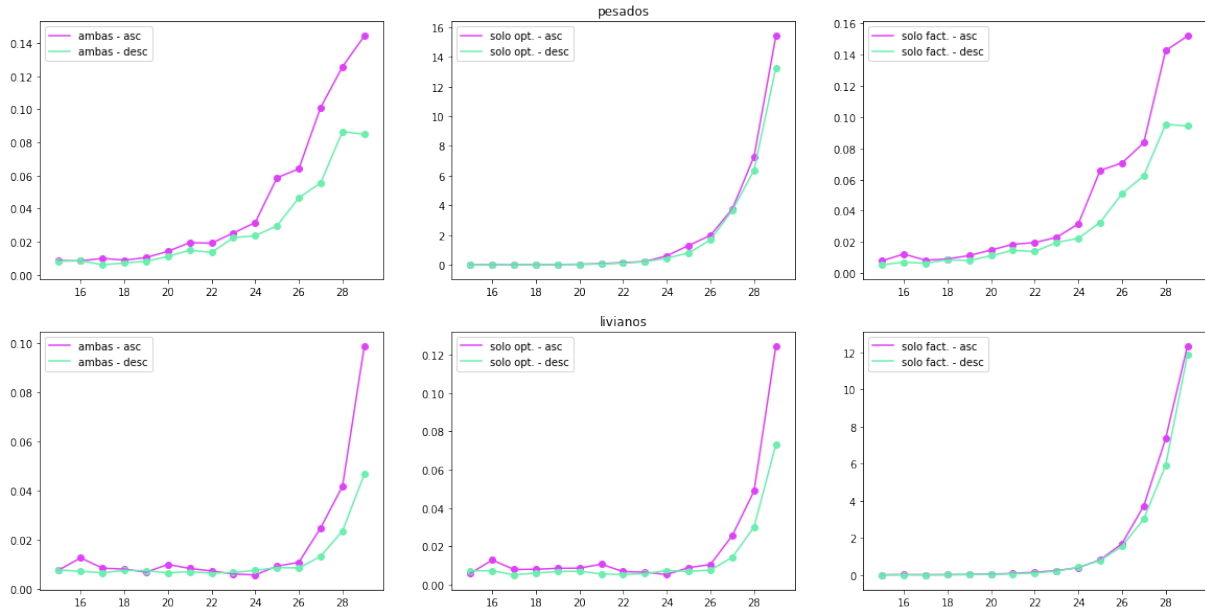 pesados
ambas - asc
ambas - desc
0.14
0.12
0.10
0.08
0.06
0.04
0.02
0.00
16 18 20 22 24 26 28
solo opt. - asc
solo opt. - desc
16
14
12
10
8
6
4
2
0
16 18 20 22 24 26 28
solo fact. - asc
solo fact. - desc
0.16
0.14
0.12
0.10
0.08
0.06
0.04
0.02
0.00
16 18 20 22 24 26 28
livianos
ambas - asc
ambas - desc
0.10
0.08
0.06
0.04
0.02
0.00
16 18 20 22 24 26 28
solo opt. - asc
solo opt. - desc
0.12
0.10
0.08
0.06
0.04
0.02
0.00
16 18 20 22 24 26 28
solo fact. - asc
solo fact. - desc
12
10
8
6
4
2
0
16 18 20 22 24 26 28